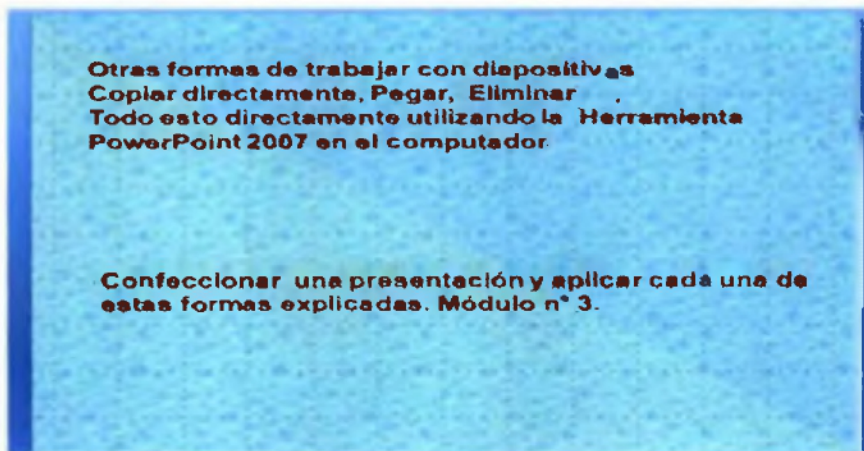 Otras formas de trabajar con diapositivas
Copiar directamente, Pegar, Eliminar .
Todo esto directamente utilizando la Herramienta
PowerPoint 2007 en el computador.
Confeccionar una presentación y aplicar cada una de
estas formas explicadas. Módulo n° 3.